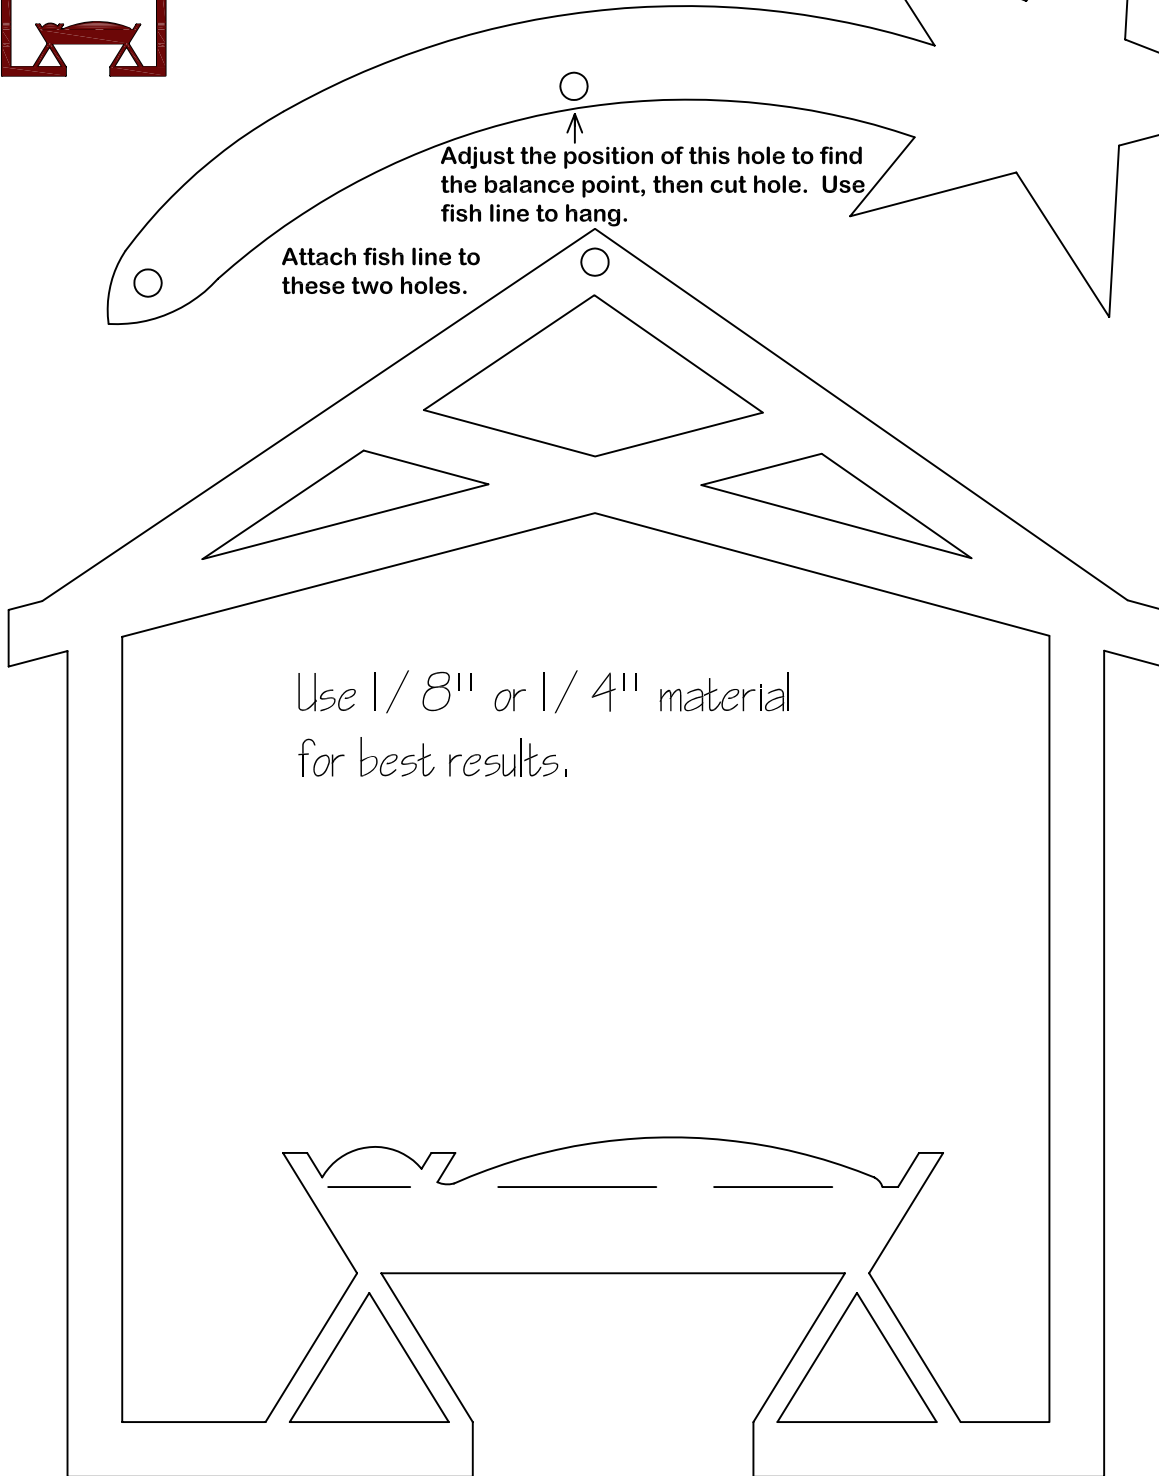 Adjust the position of this hole to find
the balance point, then cut hole.  Use
fish line to hang.
Attach fish line to
these two holes.
Use 1/8" or 1/4" material
for best results.